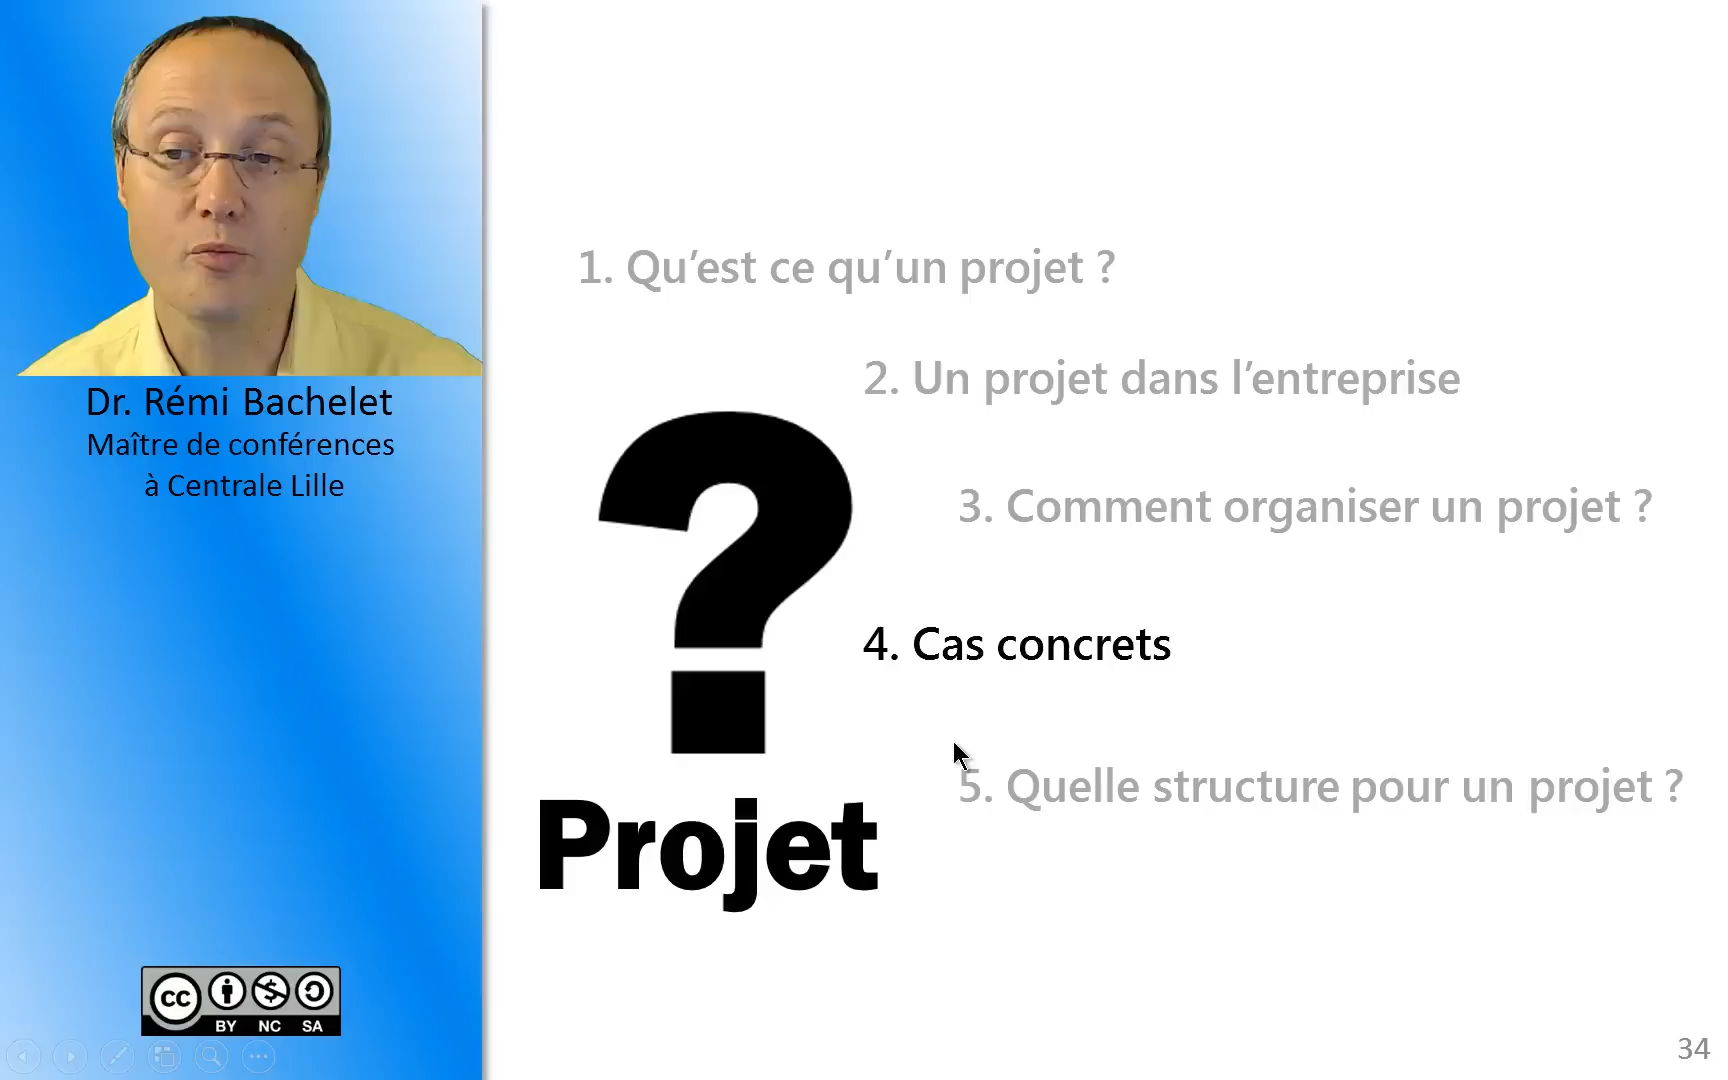 Dr. Rémi Bachelet
Maître de conférences
à Centrale Lille
1. Qu’est ce qu’un projet ?
2. Un projet dans l’entreprise
3. Comment organiser un projet ?
4. Cas concrets
5. Quelle structure pour un projet ?
?
Projet
cc
BY NC SA
34